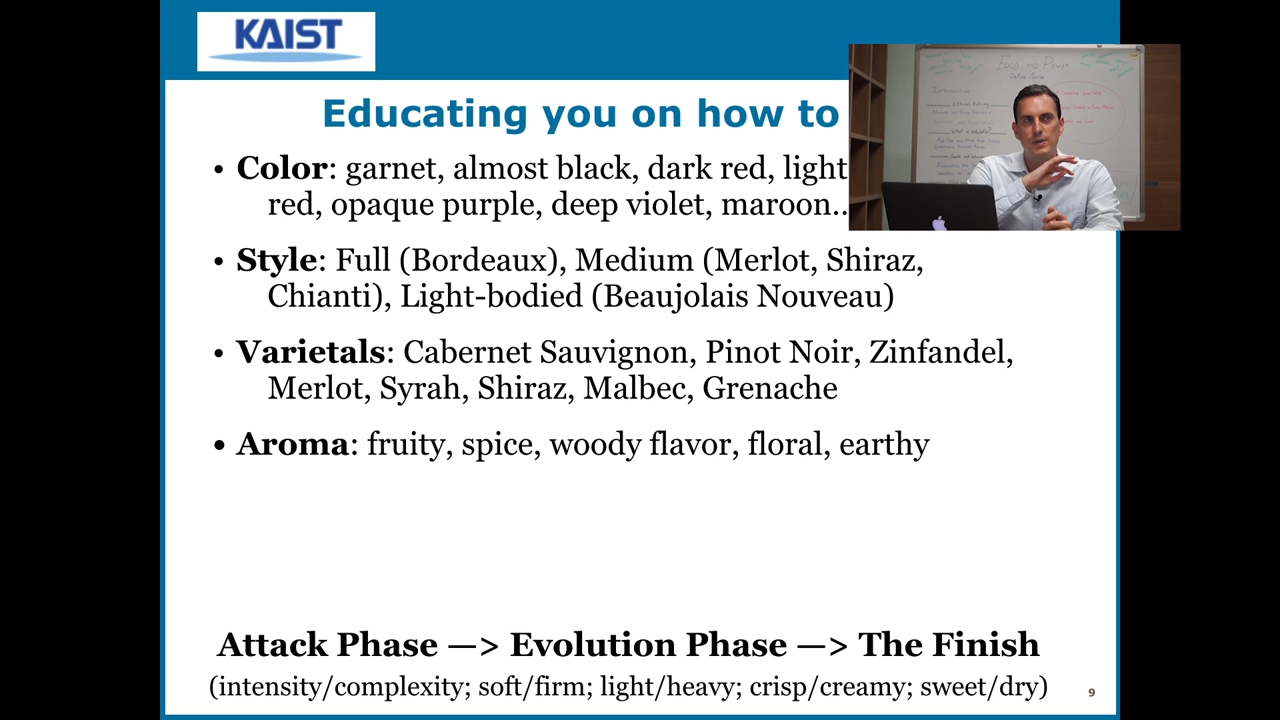 KAIST
Educating you on how to
FOOD AND POWER
INTRODUCTION
• Color: garnet, almost black, dark red, light
red, opaque purple, deep violet, maroon..
• Style: Full (Bordeaux), Medium (Merlot, Shiraz,
Chianti), Light-bodied (Beaujolais Nouveau)
• Varietals: Cabernet Sauvignon, Pinot Noir, Zinfandel,
Merlot, Syrah, Shiraz, Malbec, Grenache
• Aroma: fruity, spice, woody flavor, floral, earthy
Attack Phase —> Evolution Phase —> The Finish
(intensity/complexity; soft/firm; light/heavy; crisp/creamy; sweet/dry)
9